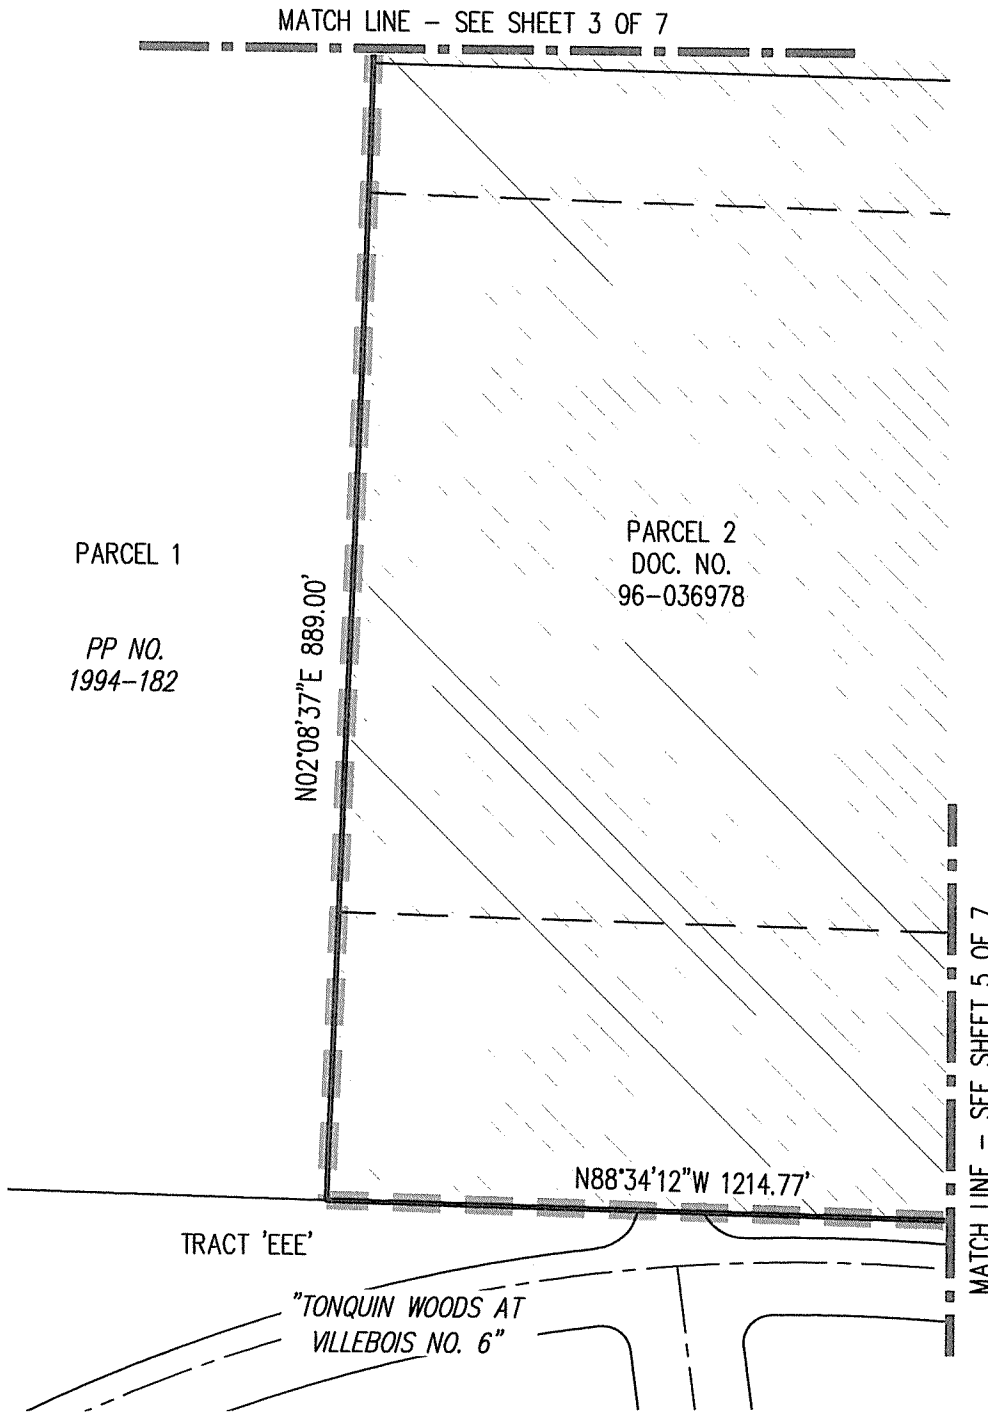 MATCH LINE – SEE SHEET 3 OF 7
PARCEL 1
PP NO.
1994–182
N02°08'37"E 889.00'
PARCEL 2
DOC. NO.
96–036978
N88°34'12"W 1214.77'
MATCH LINE – SEE SHEET 5 OF 7
TRACT 'EEE'
"TONQUIN WOODS AT
VILLEBOIS NO. 6"